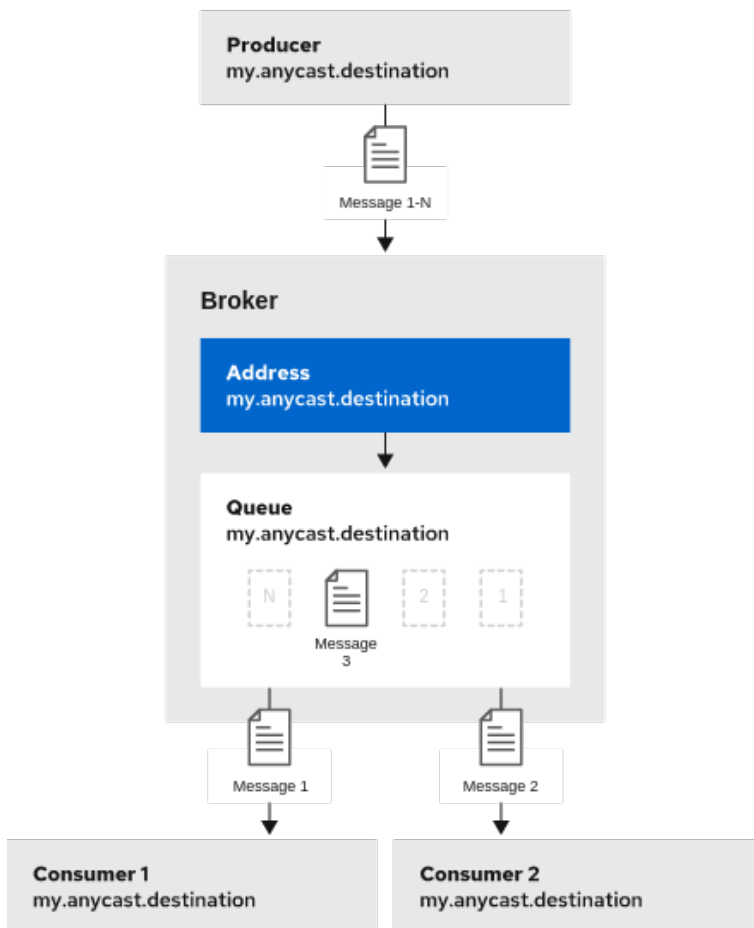 Producer
my.anycast.destination
Message 1-N
Broker
Address
my.anycast.destination
Queue
my.anycast.destination
N
2
1
Message
3
Message 1
Message 2
Consumer 1
my.anycast.destination
Consumer 2
my.anycast.destination